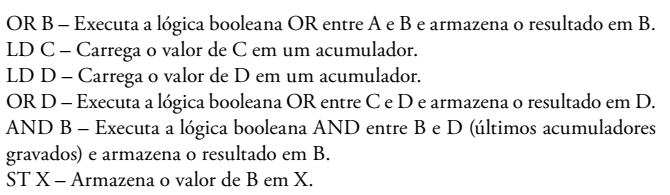 OR B – Executa a lógica booleana OR entre A e B e armazena o resultado em B.
LD C – Carrega o valor de C em um acumulador.
LD D – Carrega o valor de D em um acumulador.
OR D – Executa a lógica booleana OR entre C e D e armazena o resultado em D.
AND B – Executa a lógica booleana AND entre B e D (últimos acumuladores
gravados) e armazena o resultado em B.
ST X – Armazena o valor de B em X.